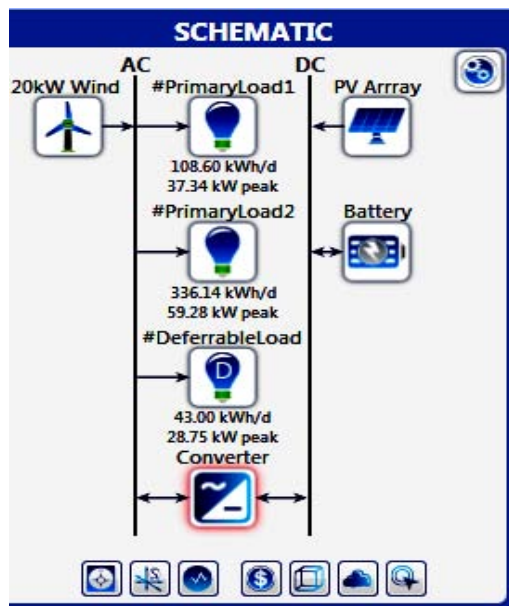 SCHEMATIC
AC DC
20kW Wind #PrimaryLoad1 PV Arrray
108.60 kWh/d
37.34 kW peak
#PrimaryLoad2 Battery
336.14 kWh/d
59.28 kW peak
#DeferrableLoad
D
43.00 kWh/d
28.75 kW peak
Converter
$